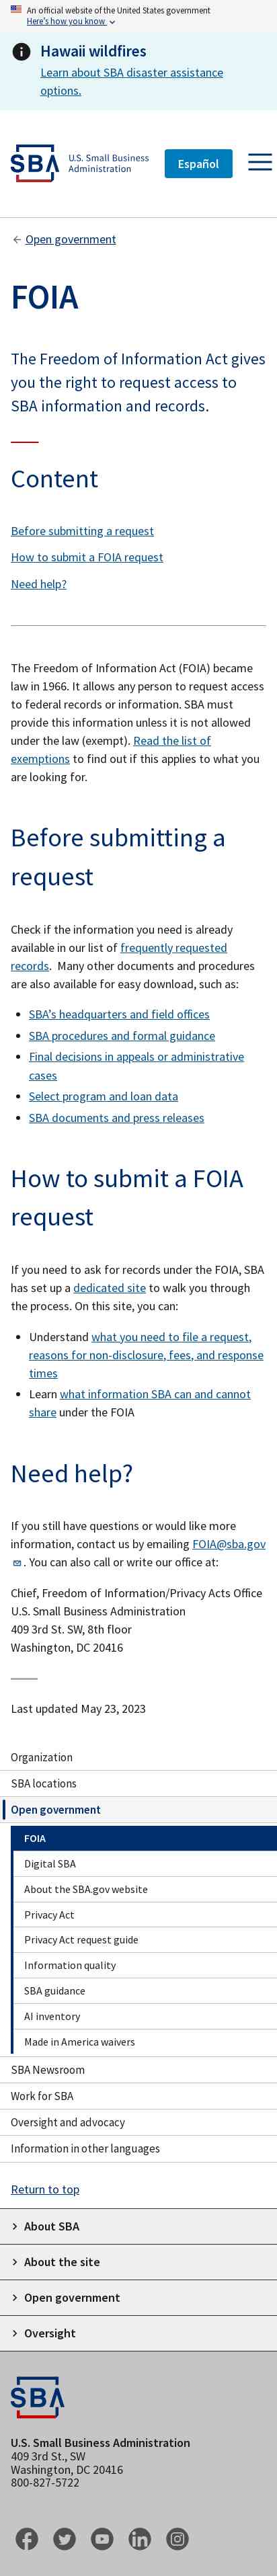 An official website of the United States government
Here's how you know
Hawaii wildfires
Learn about SBA disaster assistance
options.
SBA
U.S. Small Business
Administration
Español
Open government
FOIA
The Freedom of Information Act gives
you the right to request access to
SBA information and records.
Content
Before submitting a request
How to submit a FOIA request
Need help?
The Freedom of Information Act (FOIA) became
law in 1966. It allows any person to request access
to federal records or information. SBA must
provide this information unless it is not allowed
under the law (exempt). Read the list of
exemptions to find out if this applies to what you
are looking for.
Before submitting a
request
Check if the information you need is already
available in our list of frequently requested
records.  Many other documents and procedures
are also available for easy download, such as:
SBA's headquarters and field offices
SBA procedures and formal guidance
Final decisions in appeals or administrative
cases
Select program and loan data
SBA documents and press releases
How to submit a FOIA
request
If you need to ask for records under the FOIA, SBA
has set up a dedicated site to walk you through
the process. On this site, you can:
Understand what you need to file a request,
reasons for non-disclosure, fees, and response
times
Learn what information SBA can and cannot
share under the FOIA
Need help?
If you still have questions or would like more
information, contact us by emailing FOIA@sba.gov
. You can also call or write our office at:
Chief, Freedom of Information/Privacy Acts Office
U.S. Small Business Administration
409 3rd St. SW, 8th floor
Washington, DC 20416
Last updated May 23, 2023
Organization
SBA locations
Open government
FOIA
Digital SBA
About the SBA.gov website
Privacy Act
Privacy Act request guide
Information quality
SBA guidance
AI inventory
Made in America waivers
SBA Newsroom
Work for SBA
Oversight and advocacy
Information in other languages
Return to top
About SBA
About the site
Open government
Oversight
SBA
U.S. Small Business Administration
409 3rd St., SW
Washington, DC 20416
800-827-5722